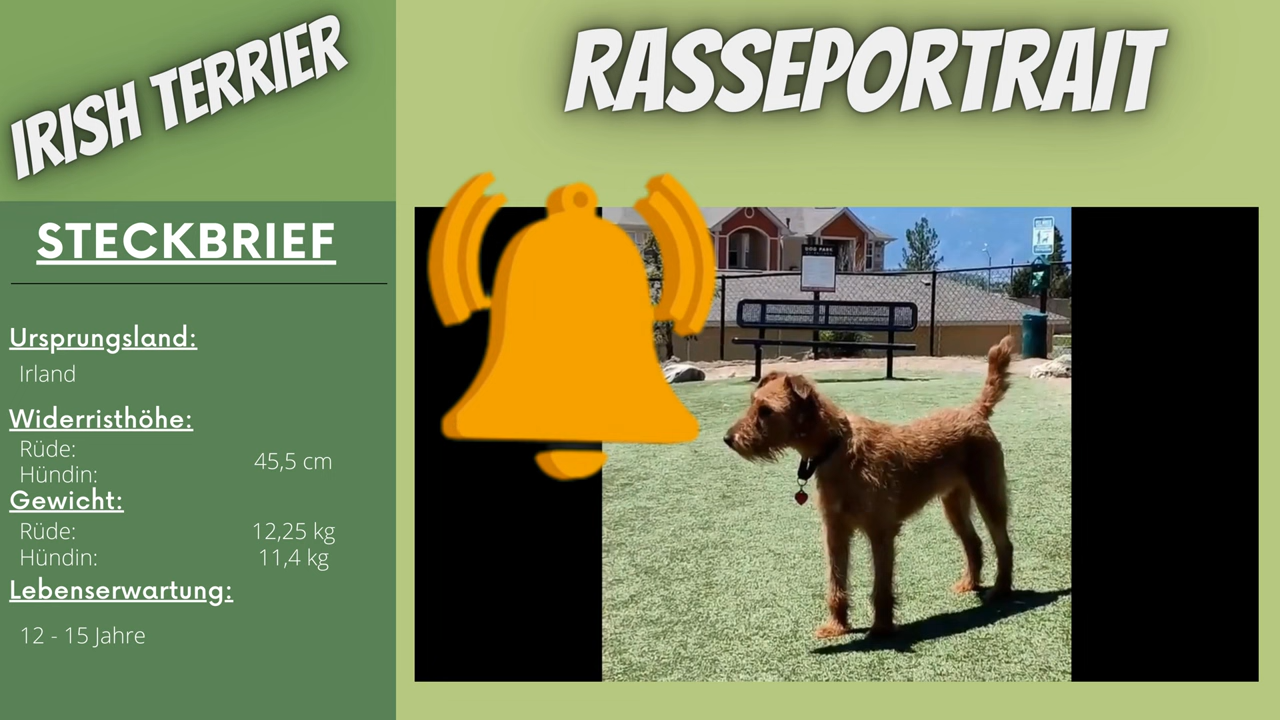 IRISH TERRIER
RASSEPORTRAIT
STECKBRIEF
Ursprungsland:
Irland
Widerristhöhe:
Rüde:
Hündin:
45,5 cm
Gewicht:
Rüde: 12,25 kg
Hündin: 11,4 kg
Lebenserwartung:
12 - 15 Jahre
DOG PARK